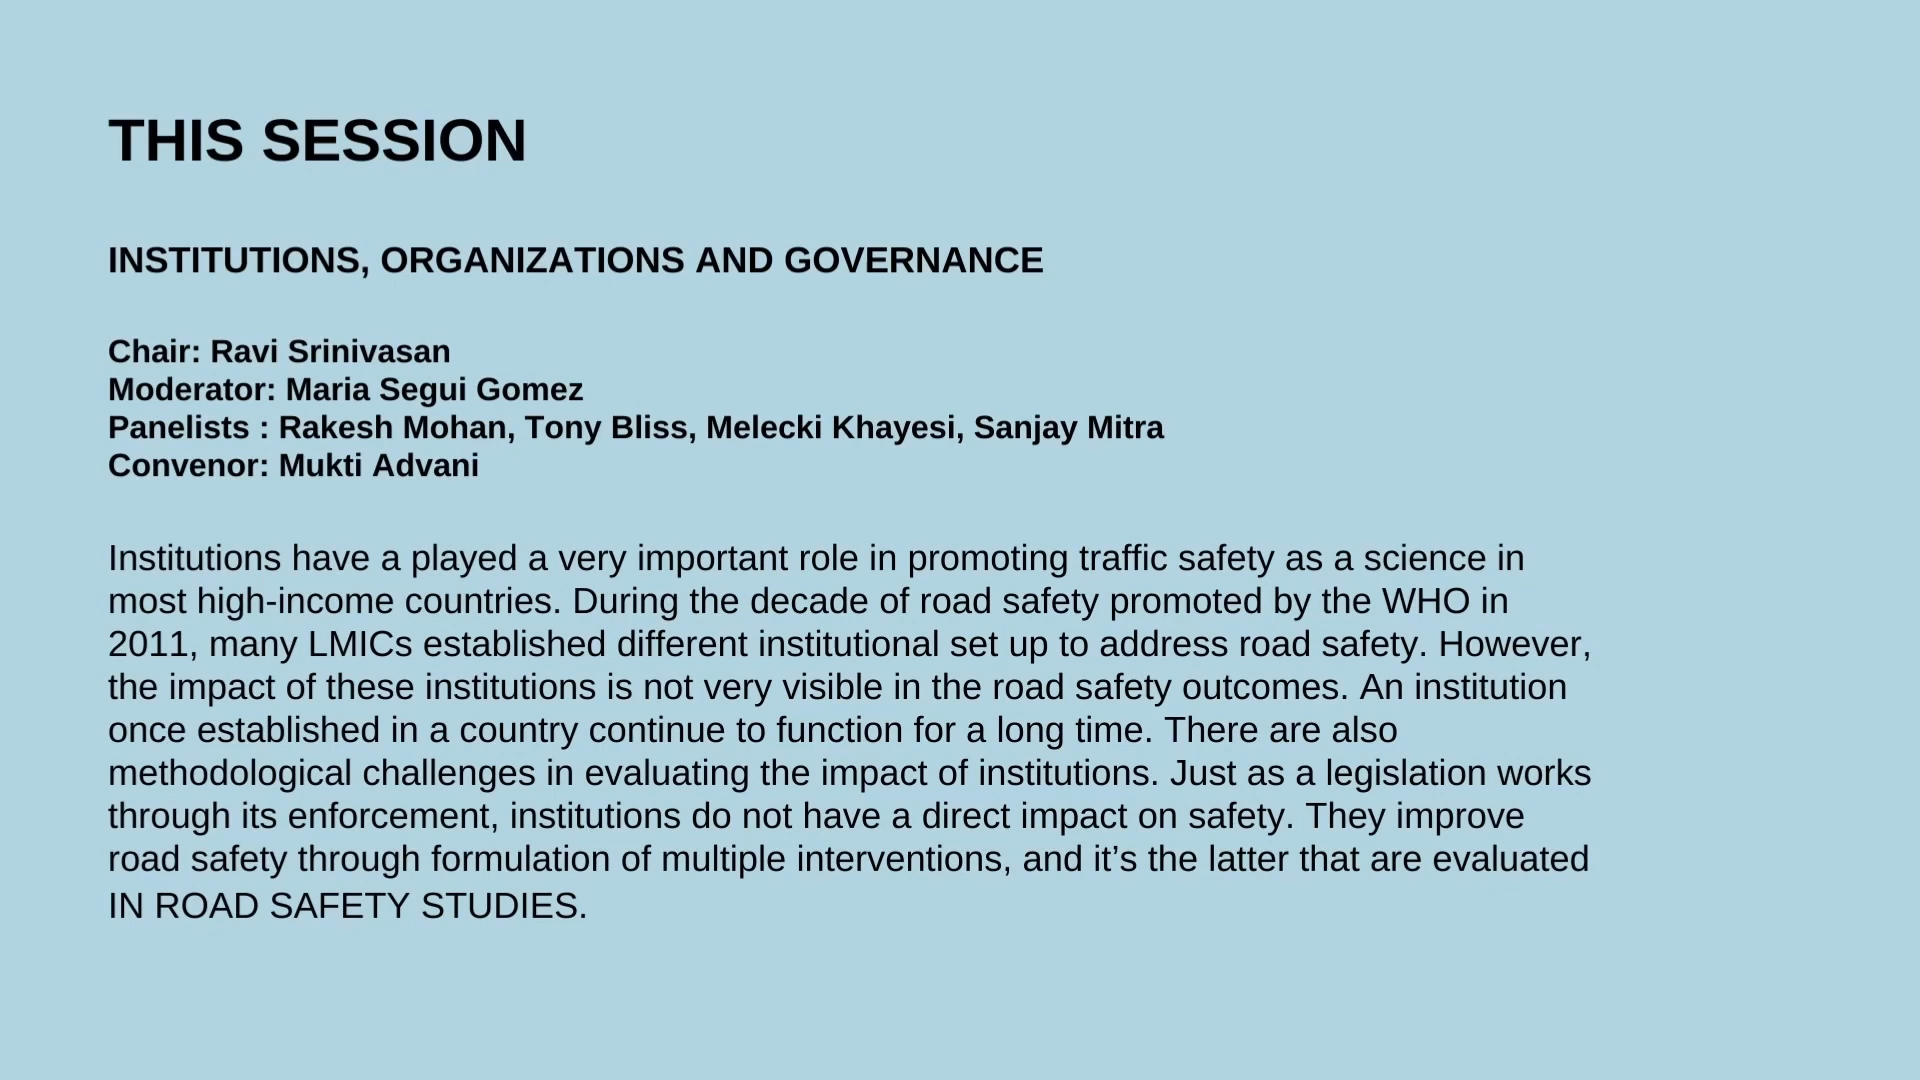 THIS SESSION
INSTITUTIONS, ORGANIZATIONS AND GOVERNANCE
Chair: Ravi Srinivasan
Moderator: Maria Segui Gomez
Panelists : Rakesh Mohan, Tony Bliss, Melecki Khayesi, Sanjay Mitra
Convenor: Mukti Advani
Institutions have a played a very important role in promoting traffic safety as a science in
most high-income countries. During the decade of road safety promoted by the WHO in
2011, many LMICs established different institutional set up to address road safety. However,
the impact of these institutions is not very visible in the road safety outcomes. An institution
once established in a country continue to function for a long time. There are also
methodological challenges in evaluating the impact of institutions. Just as a legislation works
through its enforcement, institutions do not have a direct impact on safety. They improve
road safety through formulation of multiple interventions, and it’s the latter that are evaluated
IN ROAD SAFETY STUDIES.